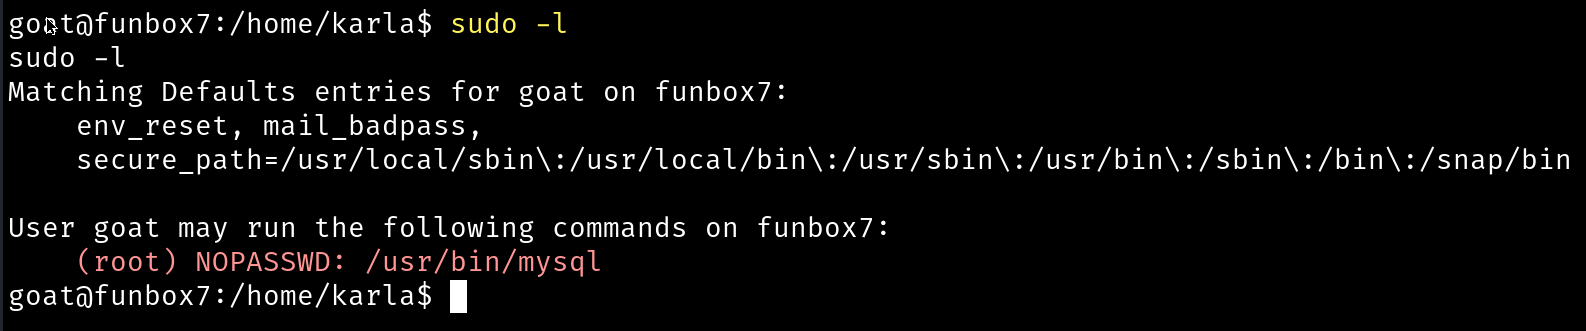 goat@funbox7:/home/karla$ sudo -l
sudo -l
Matching Defaults entries for goat on funbox7:
    env_reset, mail_badpass,
    secure_path=/usr/local/sbin\:/usr/local/bin\:/usr/sbin\:/usr/bin\:/sbin\:/bin\:/snap/bin

User goat may run the following commands on funbox7:
    (root) NOPASSWD: /usr/bin/mysql
goat@funbox7:/home/karla$